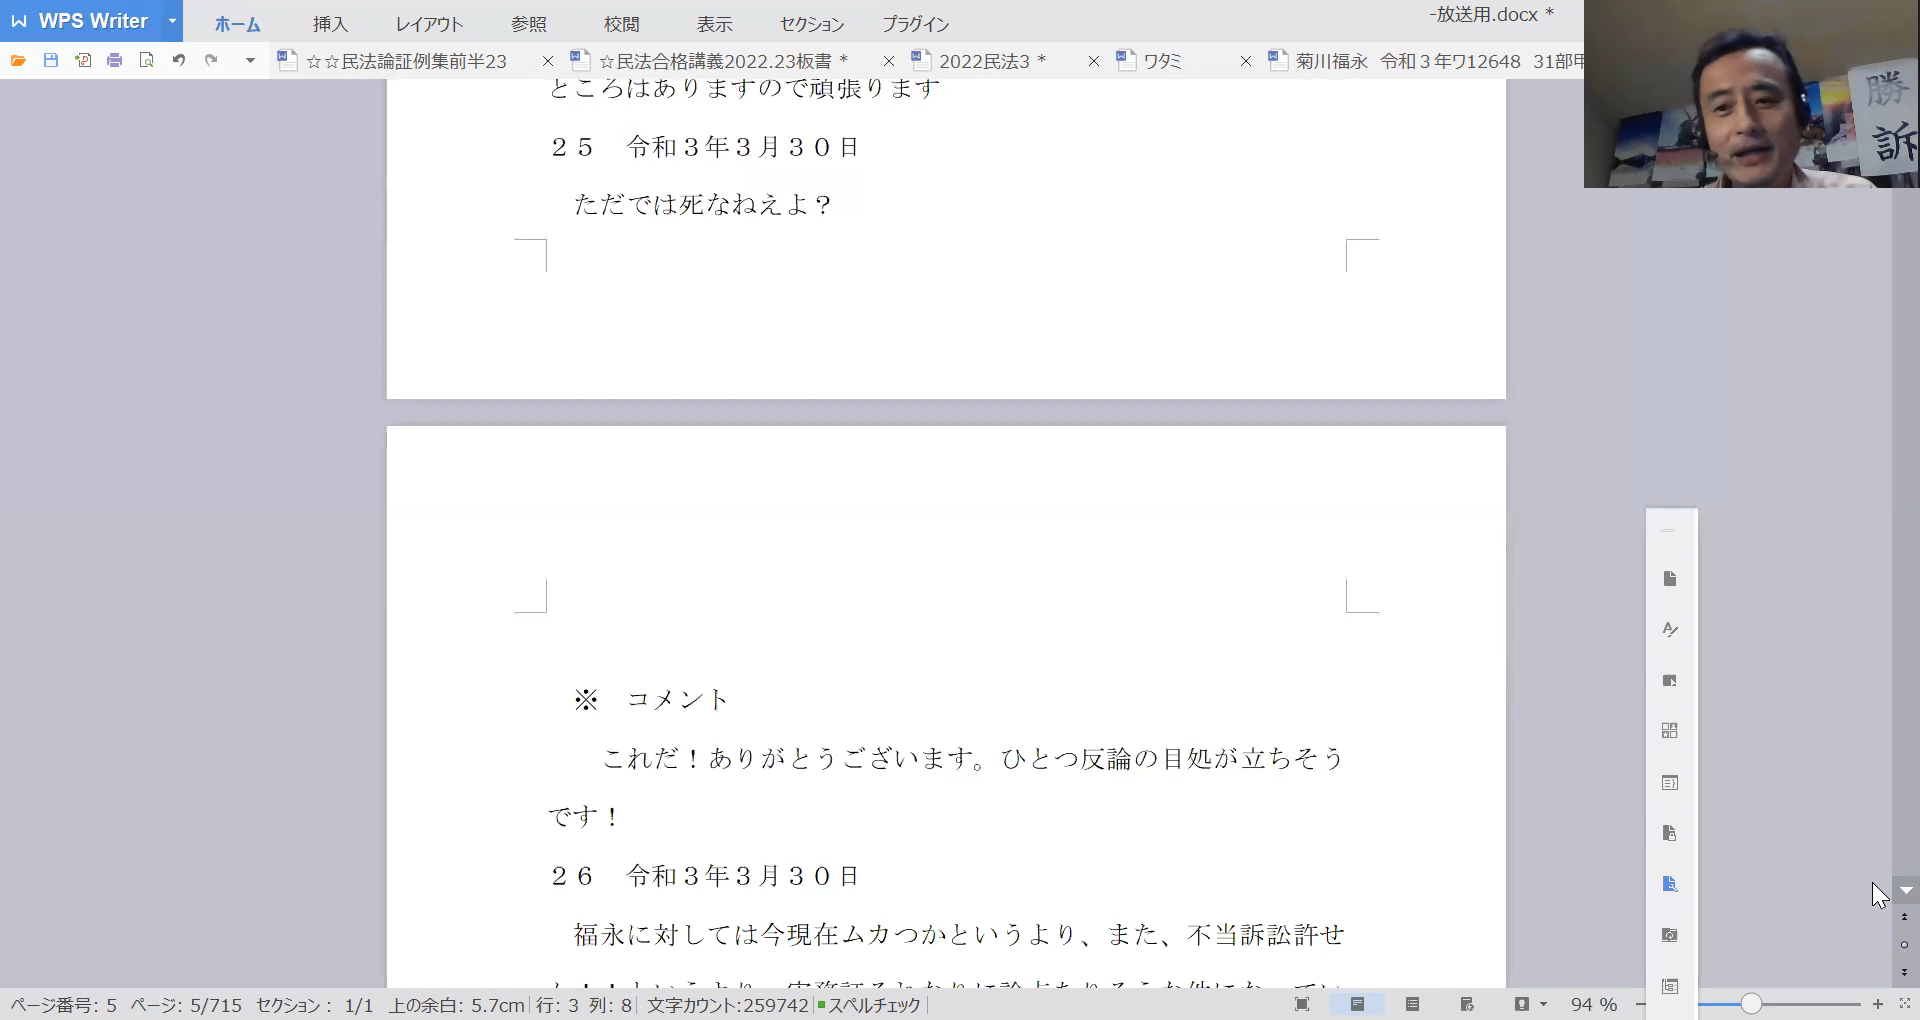 WPS Writer
ホーム 挿入 レイアウト 参照 校閲 表示 セクション プラグイン
-放送用.docx *
☆☆民法論証例集前半23
☆民法合格講義2022.23板書 *
2022民法3 *
ワタミ
菊川福永 令和３年ワ12648 31部甲
勝
訴
ところはありますので頑張ります
２５ 令和３年３月３０日
ただでは死なねえよ？
※ コメント
これだ！ありがとうございます。ひとつ反論の目処が立ちそう
です！
２６ 令和３年３月３０日
福永に対しては今現在ムカつかというより、また、不当訴訟許せ
ページ番号: 5 ページ: 5/715 セクション: 1/1 上の余白: 5.7cm 行: 3 列: 8 文字カウント:259742 スペルチェック
94 %